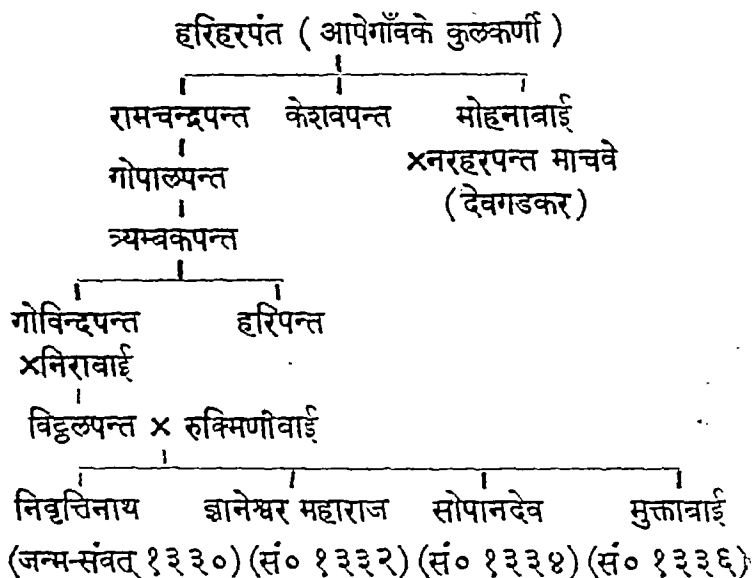 हरिहरपंत ( आपेगाँवके कुलकर्णी )
रामचन्द्रपन्त केशवपन्त मोहनाबाई
गोपालपन्त ×नरहरपन्त माचवे
(देवगडकर)
त्र्यम्बकपन्त
गोविन्दपन्त हरिपन्त
×निराबाई
विठ्ठलपन्त × रुक्मिणीबाई
निवृत्तिनाथ ज्ञानेश्वर महाराज सोपानदेव मुक्ताबाई
(जन्म-संवत् १३३०) (सं० १३३२) (सं० १३३४) (सं० १३३६)